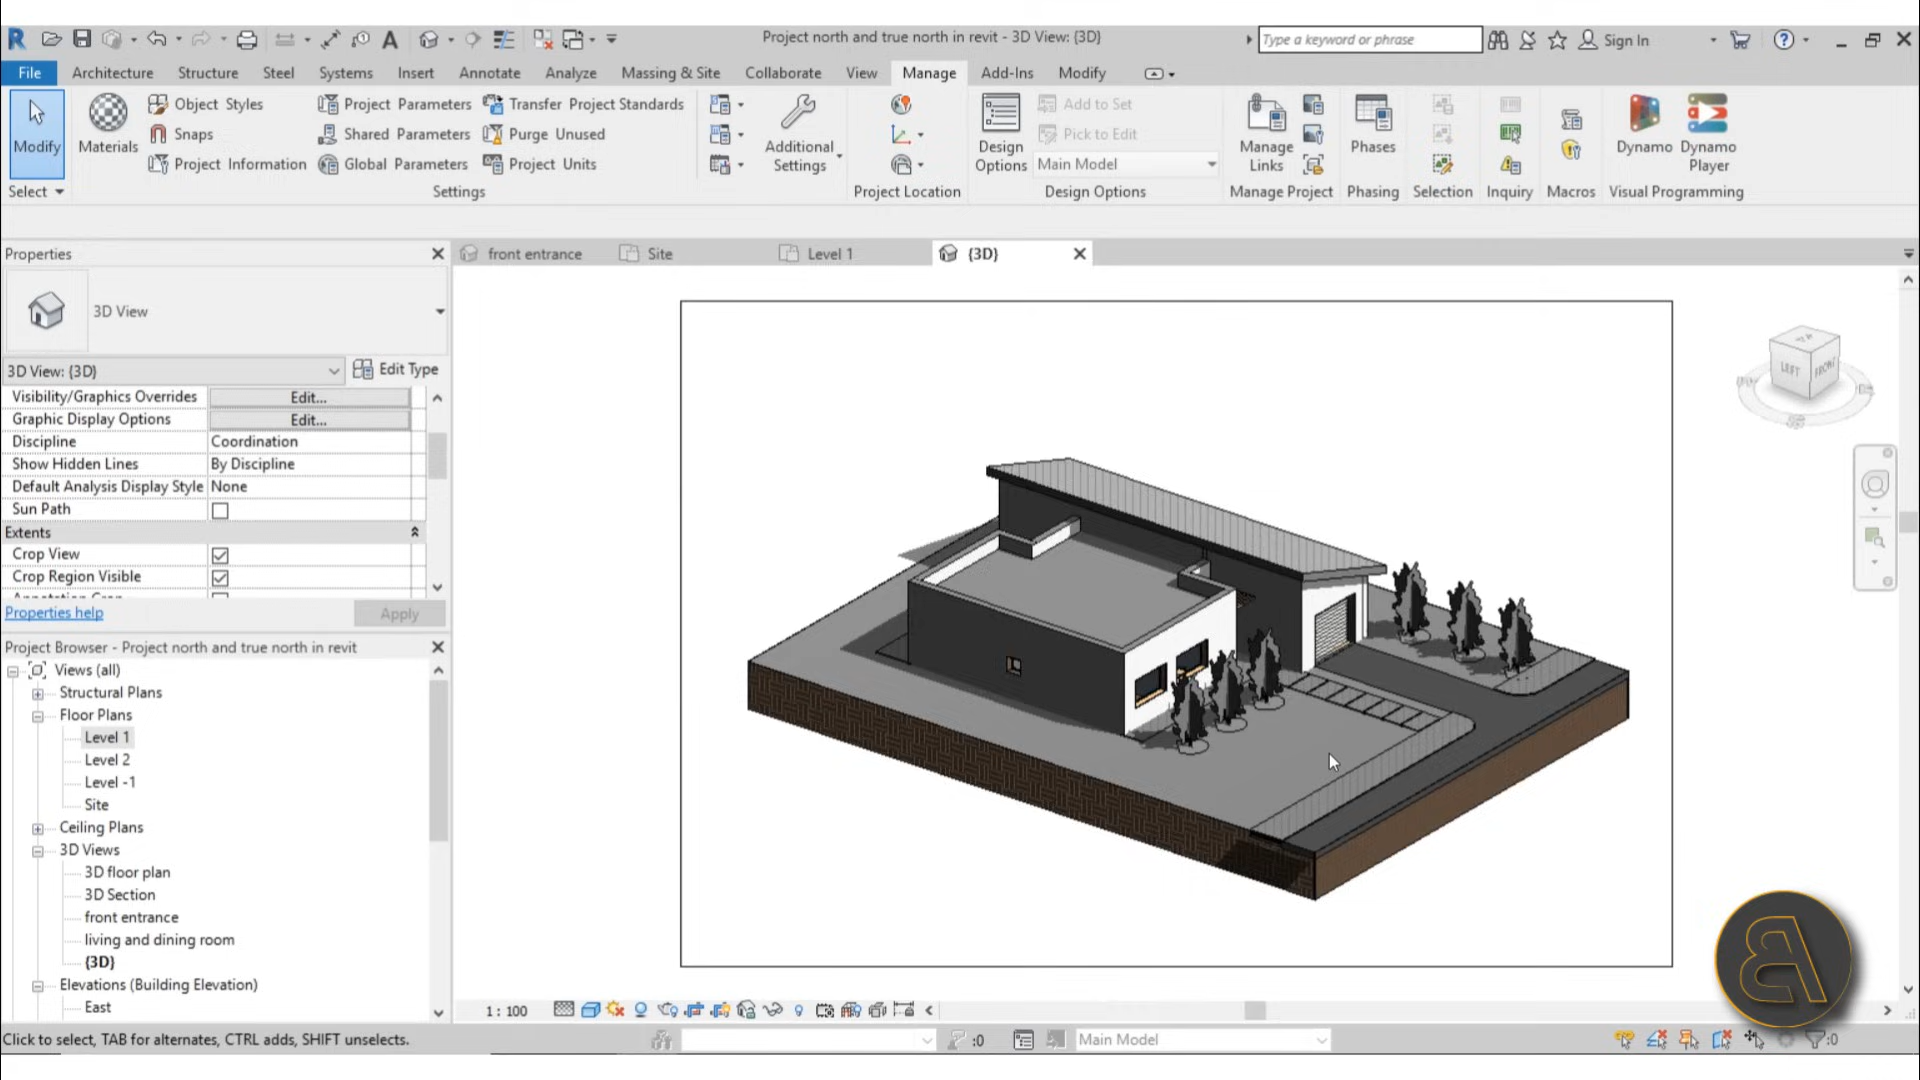 Project north and true north in revit - 3D View: {3D}
Type a keyword or phrase
Sign In
File Architecture Structure Steel Systems Insert Annotate Analyze Massing & Site Collaborate View Manage Add-Ins Modify
Modify
Materials
Object Styles
Snaps
Project Information
Project Parameters
Shared Parameters
Global Parameters
Transfer Project Standards
Purge Unused
Project Units
Additional
Settings
Design
Options
Add to Set
Pick to Edit
Main Model
Manage
Links
Phases
Dynamo
Dynamo
Player
Select
Settings
Project Location
Design Options
Manage Project
Phasing
Selection
Inquiry
Macros
Visual Programming
Properties
front entrance
Site
Level 1
{3D}
3D View
3D View: {3D}
Edit Type
Visibility/Graphics Overrides Edit...
Graphic Display Options Edit...
Discipline Coordination
Show Hidden Lines By Discipline
Default Analysis Display Style None
Sun Path
Extents
Crop View
Crop Region Visible
Properties help
Apply
LEFT
FRONT
Project Browser - Project north and true north in revit
Views (all)
Structural Plans
Floor Plans
Level 1
Level 2
Level -1
Site
Ceiling Plans
3D Views
3D floor plan
3D Section
front entrance
living and dining room
{3D}
Elevations (Building Elevation)
East
1 : 100
Click to select, TAB for alternates, CTRL adds, SHIFT unselects.
:0
Main Model
:0